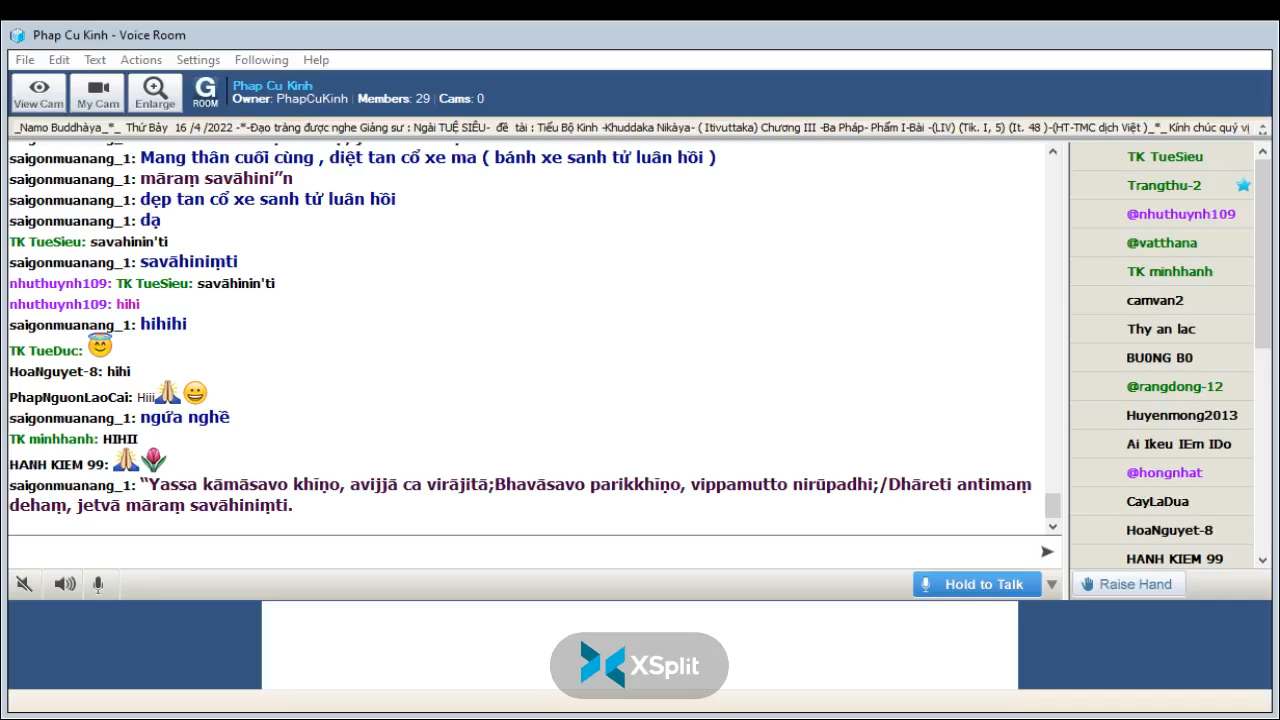 Phap Cu Kinh - Voice Room
File Edit Text Actions Settings Following Help
View Cam My Cam Enlarge G ROOM
Phap Cu Kinh
Owner: PhapCuKinh Members: 29 Cams: 0
_Namo Buddhàya_*_ Thứ Bảy 16 /4 /2022 -*-Đạo tràng được nghe Giảng sư : Ngài TUỆ SIÊU- đề tài : Tiểu Bộ Kinh -Khuddaka Nikàya- ( Itivuttaka) Chương III -Ba Pháp- Phẩm I-Bài -(LIV) (Tik. I, 5) (It. 48 )-(HT-TMC dịch Việt )_*_ Kính chúc quý vị
saigonmuanang_1: Mang thân cuối cùng , diệt tan cổ xe ma ( bánh xe sanh tử luân hồi )
māraṃ savāhini”n
saigonmuanang_1: dẹp tan cổ xe sanh tử luân hồi
saigonmuanang_1: dạ
TK TueSieu: savahinin'ti
saigonmuanang_1: savāhiniṃti
nhuthuynh109: TK TueSieu: savāhinin'ti
nhuthuynh109: hihi
saigonmuanang_1: hihihi
TK TueDuc:
HoaNguyet-8: hihi
PhapNguonLaoCai: Hiii
saigonmuanang_1: ngứa nghề
TK minhhanh: HIHII
HANH KIEM 99:
saigonmuanang_1: “Yassa kāmāsavo khīṇo, avijjā ca virājitā;Bhavāsavo parikkhīṇo, vippamutto nirūpadhi;/Dhāreti antimaṃ
dehaṃ, jetvā māraṃ savāhiniṃti.
Hold to Talk
TK TueSieu
Trangthu-2
@nhuthuynh109
@vatthana
TK minhhanh
camvan2
Thy an lac
BU0NG B0
@rangdong-12
Huyenmong2013
Ai Ikeu IEm IDo
@hongnhat
CayLaDua
HoaNguyet-8
HANH KIEM 99
Raise Hand
XSplit